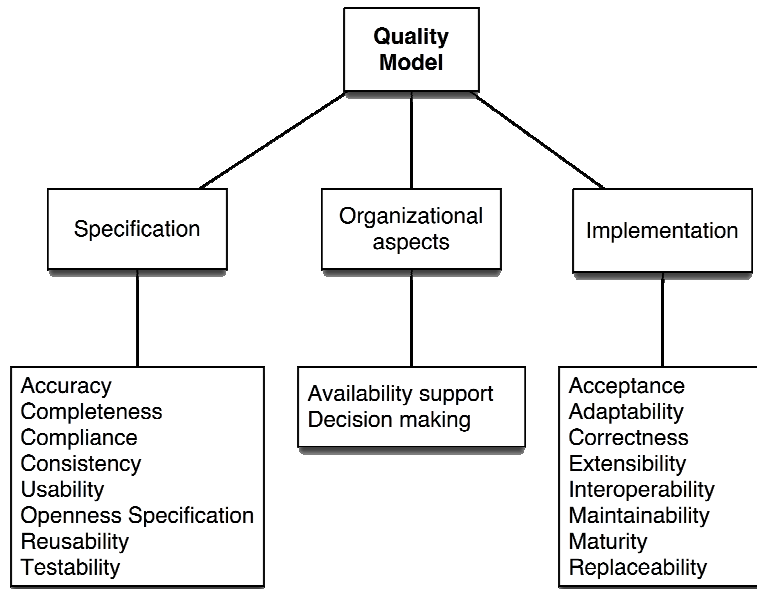 Quality
Model
Specification
Organizational
aspects
Implementation
Accuracy
Completeness
Compliance
Consistency
Usability
Openness Specification
Reusability
Testability
Availability support
Decision making
Acceptance
Adaptability
Correctness
Extensibility
Interoperability
Maintainability
Maturity
Replaceability